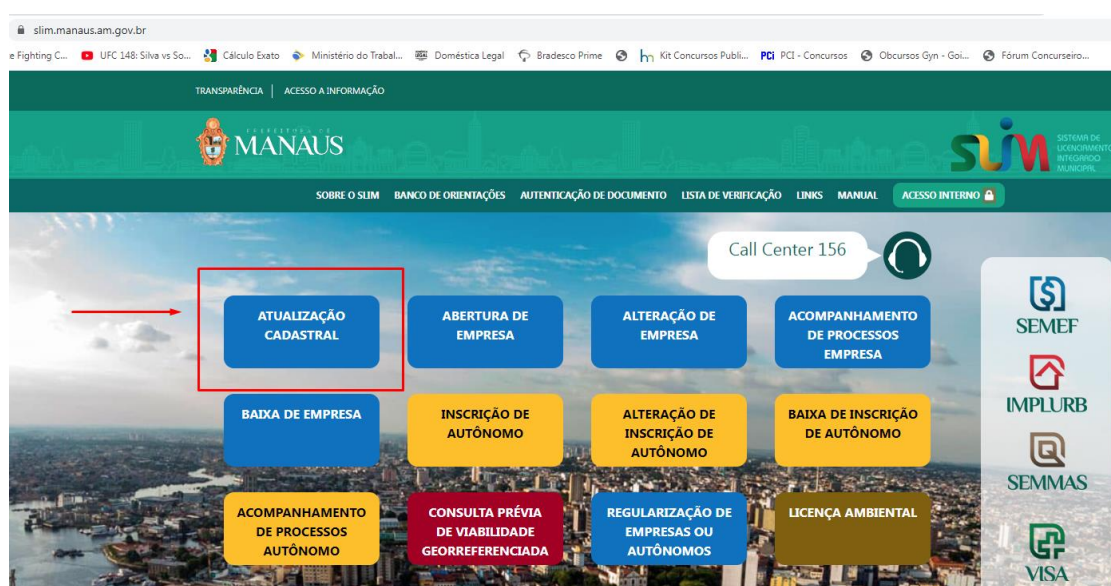 slim.manaus.am.gov.br
e Fighting C... UFC 148: Silva vs So... Cálculo Exato Ministério do Trabal... Doméstica Legal Bradesco Prime Kit Concursos Publi... PCI PCI - Concursos Obcursos Gyn - Goi... Fórum Concurseiro...
TRANSPARÊNCIA | ACESSO A INFORMAÇÃO
PREFEITURA DE
MANAUS
SLIM
SISTEMA DE
LICENCIAMENTO
INTEGRADO
MUNICIPAL
SOBRE O SLIM BANCO DE ORIENTAÇÕES AUTENTICAÇÃO DE DOCUMENTO LISTA DE VERIFICAÇÃO LINKS MANUAL ACESSO INTERNO
Call Center 156
ATUALIZAÇÃO
CADASTRAL
ABERTURA DE
EMPRESA
ALTERAÇÃO DE
EMPRESA
ACOMPANHAMENTO
DE PROCESSOS
EMPRESA
BAIXA DE EMPRESA
INSCRIÇÃO DE
AUTÔNOMO
ALTERAÇÃO DE
INSCRIÇÃO DE
AUTÔNOMO
BAIXA DE INSCRIÇÃO
DE AUTÔNOMO
ACOMPANHAMENTO
DE PROCESSOS
AUTÔNOMO
CONSULTA PRÉVIA
DE VIABILIDADE
GEORREFERENCIADA
REGULARIZAÇÃO DE
EMPRESAS OU
AUTÔNOMOS
LICENÇA AMBIENTAL
SEMEF
IMPLURB
SEMMAS
VISA